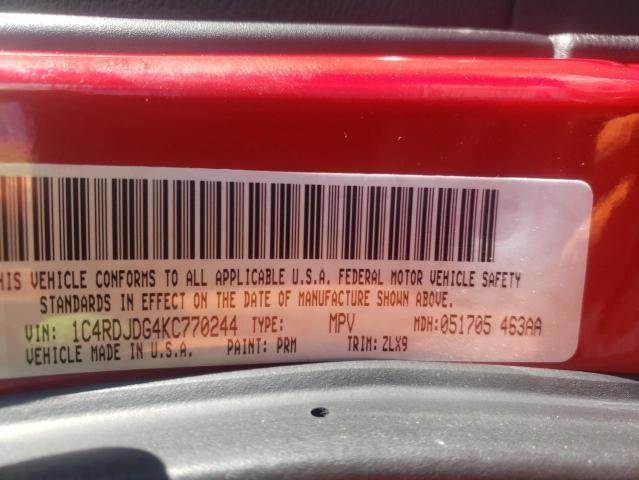 THIS VEHICLE CONFORMS TO ALL APPLICABLE U.S.A. FEDERAL MOTOR VEHICLE SAFETY
STANDARDS IN EFFECT ON THE DATE OF MANUFACTURE SHOWN ABOVE.
VIN: 1C4RDJDG4KC770244 TYPE: MPV MDH:051705 463AA
VEHICLE MADE IN U.S.A. PAINT: PRM TRIM: ZLX9